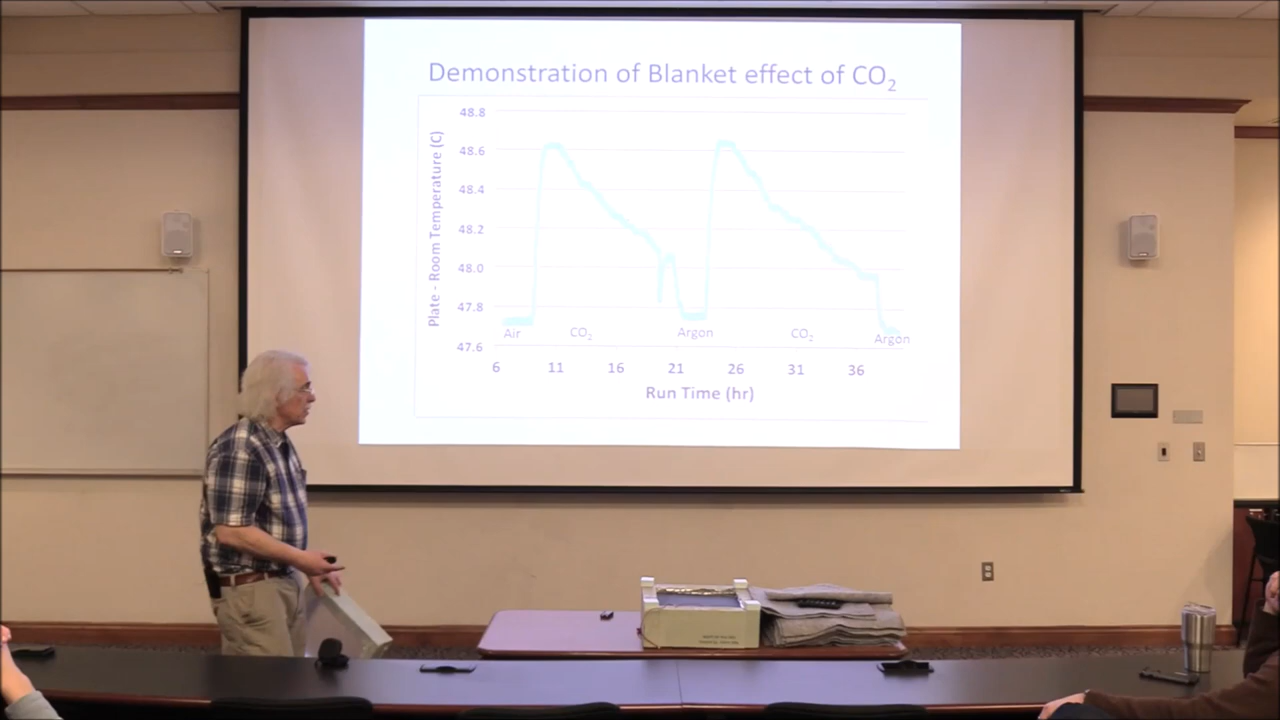 Demonstration of Blanket effect of CO₂
Plate - Room Temperature (C)
48.8
48.6
48.4
48.2
48.0
47.8
47.6
Air CO₂ Argon CO₂ Argon
6 11 16 21 26 31 36
Run Time (hr)